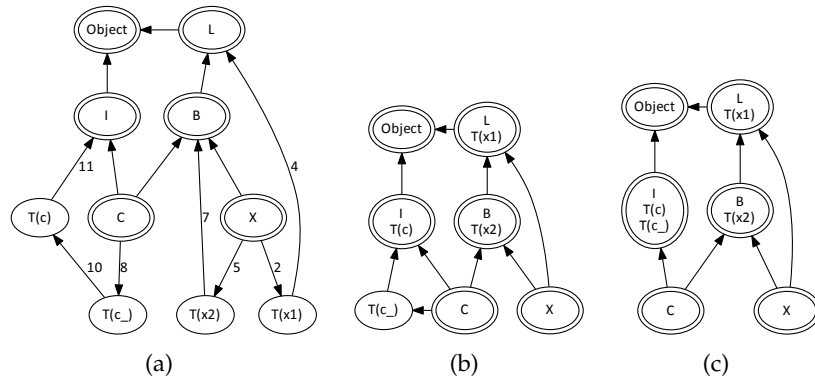 Object
L
I
B
4
11
T(c)
C
7
X
10
8
5
2
T(c_)
T(x2)
T(x1)
(a)
Object
L
T(x1)
I
T(c)
B
T(x2)
T(c_)
C
X
(b)
Object
L
T(x1)
I
T(c)
T(c_)
B
T(x2)
C
X
(c)